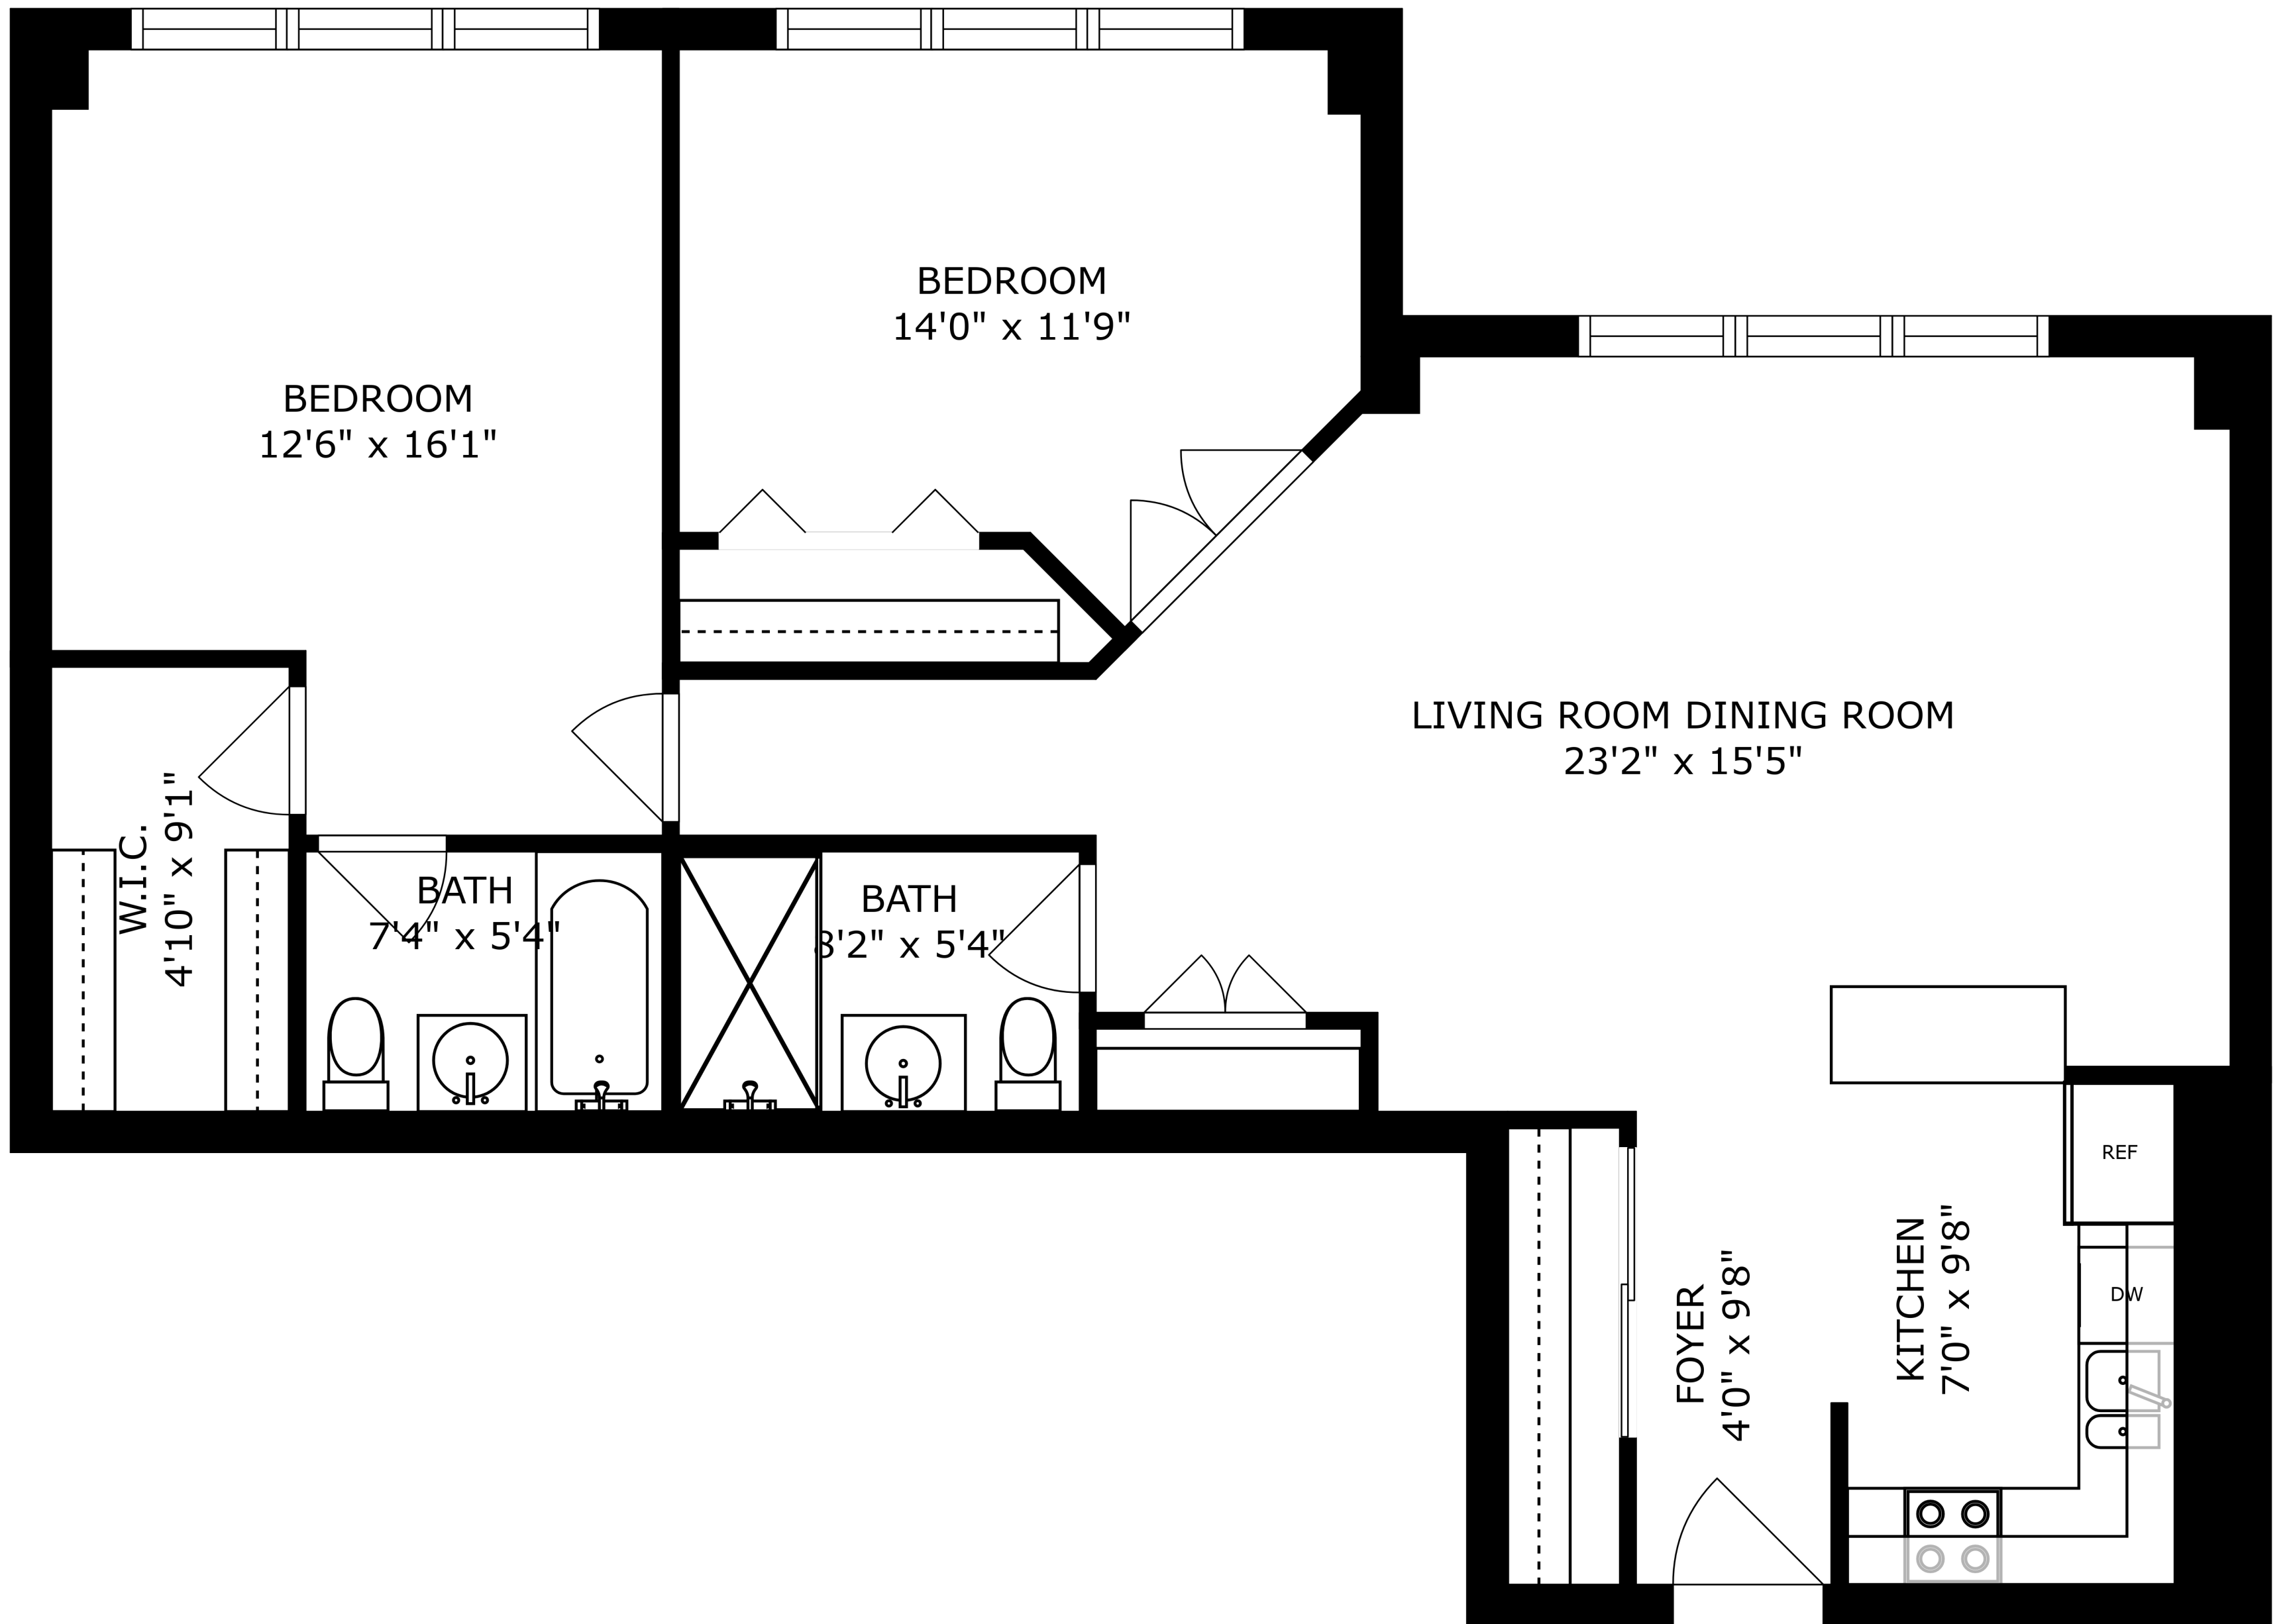 BEDROOM
14'0" x 11'9"
BEDROOM
12'6" x 16'1"
LIVING ROOM DINING ROOM
23'2" x 15'5"
W.I.C.
4'10" x 9'1"
BATH
7'4" x 5'4"
BATH
8'2" x 5'4"
REF
DW
FOYER
4'0" x 9'8"
KITCHEN
7'0" x 9'8"